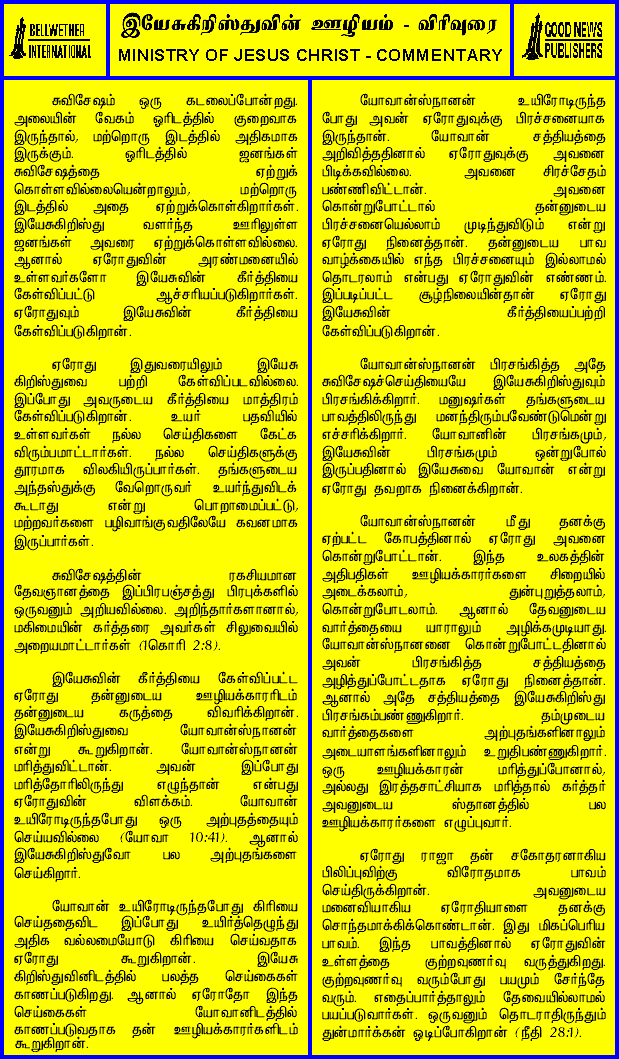 BELLWETHER
INTERNATIONAL
இயேசுகிறிஸ்துவின் ஊழியம் - விரிவுரை
MINISTRY OF JESUS CHRIST - COMMENTARY
GOOD NEWS
PUBLISHERS
சுவிசேஷம் ஒரு கடலைப்போன்றது.
அலையின் வேகம் ஓரிடத்தில் குறைவாக
இருந்தால், மற்றொரு இடத்தில் அதிகமாக
இருக்கும். ஓரிடத்தில் ஜனங்கள்
சுவிசேஷத்தை ஏற்றுக்
கொள்ளவில்லையென்றாலும், மற்றொரு
இடத்தில் அதை ஏற்றுக்கொள்கிறார்கள்.
இயேசுகிறிஸ்து வளர்ந்த ஊரிலுள்ள
ஜனங்கள் அவரை ஏற்றுக்கொள்ளவில்லை.
ஆனால் ஏரோதுவின் அரண்மனையில்
உள்ளவர்களோ இயேசுவின் கீர்த்தியை
கேள்விப்பட்டு ஆச்சரியப்படுகிறார்கள்.
ஏரோதுவும் இயேசுவின் கீர்த்தியை
கேள்விப்படுகிறான்.
ஏரோது இதுவரையிலும் இயேசு
கிறிஸ்துவை பற்றி கேள்விப்படவில்லை.
இப்போது அவருடைய கீர்த்தியை மாத்திரம்
கேள்விப்படுகிறான். உயர் பதவியில்
உள்ளவர்கள் நல்ல செய்திகளை கேட்க
விரும்பமாட்டார்கள். நல்ல செய்திகளுக்கு
தூரமாக விலகியிருப்பார்கள். தங்களுடைய
அந்தஸ்துக்கு வேறொருவர் உயர்ந்துவிடக்
கூடாது என்று பொறாமைப்பட்டு,
மற்றவர்களை பழிவாங்குவதிலேயே கவனமாக
இருப்பார்கள்.
சுவிசேஷத்தின் ரகசியமான
தேவஞானத்தை இப்பிரபஞ்சத்து பிரபுக்களில்
ஒருவனும் அறியவில்லை. அறிந்தார்களானால்,
மகிமையின் கர்த்தரை அவர்கள் சிலுவையில்
அறையமாட்டார்கள் (1கொரி 2:8).
இயேசுவின் கீர்த்தியை கேள்விப்பட்ட
ஏரோது தன்னுடைய ஊழியக்காரரிடம்
தன்னுடைய கருத்தை விவரிக்கிறான்.
இயேசுகிறிஸ்துவை யோவான்ஸ்நானன்
என்று கூறுகிறான். யோவான்ஸ்நானன்
மரித்துவிட்டான். அவன் இப்போது
மரித்தோரிலிருந்து எழுந்தான் என்பது
ஏரோதுவின் விளக்கம். யோவான்
உயிரோடிருந்தபோது ஒரு அற்புதத்தையும்
செய்யவில்லை (யோவா 10:41). ஆனால்
இயேசுகிறிஸ்துவோ பல அற்புதங்களை
செய்கிறார்.
யோவான் உயிரோடிருந்தபோது கிரியை
செய்ததைவிட இப்போது உயிர்த்தெழுந்து
அதிக வல்லமையோடு கிரியை செய்வதாக
ஏரோது கூறுகிறான். இயேசு
கிறிஸ்துவினிடத்தில் பலத்த செய்கைகள்
காணப்படுகிறது. ஆனால் ஏரோதோ இந்த
செய்கைகள் யோவானிடத்தில்
காணப்படுவதாக தன் ஊழியக்காரர்களிடம்
கூறுகிறான்.
யோவான்ஸ்நானன் உயிரோடிருந்த
போது அவன் ஏரோதுவுக்கு பிரச்சனையாக
இருந்தான். யோவான் சத்தியத்தை
அறிவித்ததினால் ஏரோதுவுக்கு அவனை
பிடிக்கவில்லை. அவனை சிரச்சேதம்
பண்ணிவிட்டான். அவனை
கொன்றுபோட்டால் தன்னுடைய
பிரச்சனையெல்லாம் முடிந்துவிடும் என்று
ஏரோது நினைத்தான். தன்னுடைய பாவ
வாழ்க்கையில் எந்த பிரச்சனையும் இல்லாமல்
தொடரலாம் என்பது ஏரோதுவின் எண்ணம்.
இப்படிப்பட்ட சூழ்நிலையின்தான் ஏரோது
இயேசுவின் கீர்த்தியைப்பற்றி
கேள்விப்படுகிறான்.
யோவான்ஸ்நானன் பிரசங்கித்த அதே
சுவிசேஷச்செய்தியையே இயேசுகிறிஸ்துவும்
பிரசங்கிக்கிறார். மனுஷர்கள் தங்களுடைய
பாவத்திலிருந்து மனந்திரும்பவேண்டுமென்று
எச்சரிக்கிறார். யோவானின் பிரசங்கமும்,
இயேசுவின் பிரசங்கமும் ஒன்றுபோல்
இருப்பதினால் இயேசுவை யோவான் என்று
ஏரோது தவறாக நினைக்கிறான்.
யோவான்ஸ்நானன் மீது தனக்கு
ஏற்பட்ட கோபத்தினால் ஏரோது அவனை
கொன்றுபோட்டான். இந்த உலகத்தின்
அதிபதிகள் ஊழியக்காரர்களை சிறையில்
அடைக்கலாம், துன்புறுத்தலாம்,
கொன்றுபோடலாம். ஆனால் தேவனுடைய
வார்த்தையை யாராலும் அழிக்கமுடியாது.
யோவான்ஸ்நானனை கொன்றுபோட்டதினால்
அவன் பிரசங்கித்த சத்தியத்தை
அழித்துப்போட்டதாக ஏரோது நினைத்தான்.
ஆனால் அதே சத்தியத்தை இயேசுகிறிஸ்து
பிரசங்கம்பண்ணுகிறார். தம்முடைய
வார்த்தைகளை அற்புதங்களினாலும்
அடையாளங்களினாலும் உறுதிபண்ணுகிறார்.
ஒரு ஊழியக்காரன் மரித்துப்போனால்,
அல்லது இரத்தசாட்சியாக மரித்தால் கர்த்தர்
அவனுடைய ஸ்தானத்தில் பல
ஊழியக்காரர்களை எழுப்புவார்.
ஏரோது ராஜா தன் சகோதரனாகிய
பிலிப்புவிற்கு விரோதமாக பாவம்
செய்திருக்கிறான். அவனுடைய
மனைவியாகிய ஏரோதியாளை தனக்கு
சொந்தமாக்கிக்கொண்டான். இது மிகப்பெரிய
பாவம். இந்த பாவத்தினால் ஏரோதுவின்
உள்ளத்தை குற்றவுணர்வு வருத்துகிறது.
குற்றவுணர்வு வரும்போது பயமும் சேர்ந்தே
வரும். எதைப்பார்த்தாலும் தேவையில்லாமல்
பயப்படுவார்கள். ஒருவனும் தொடராதிருந்தும்
துன்மார்க்கன் ஓடிப்போகிறான் (நீதி 28:1).